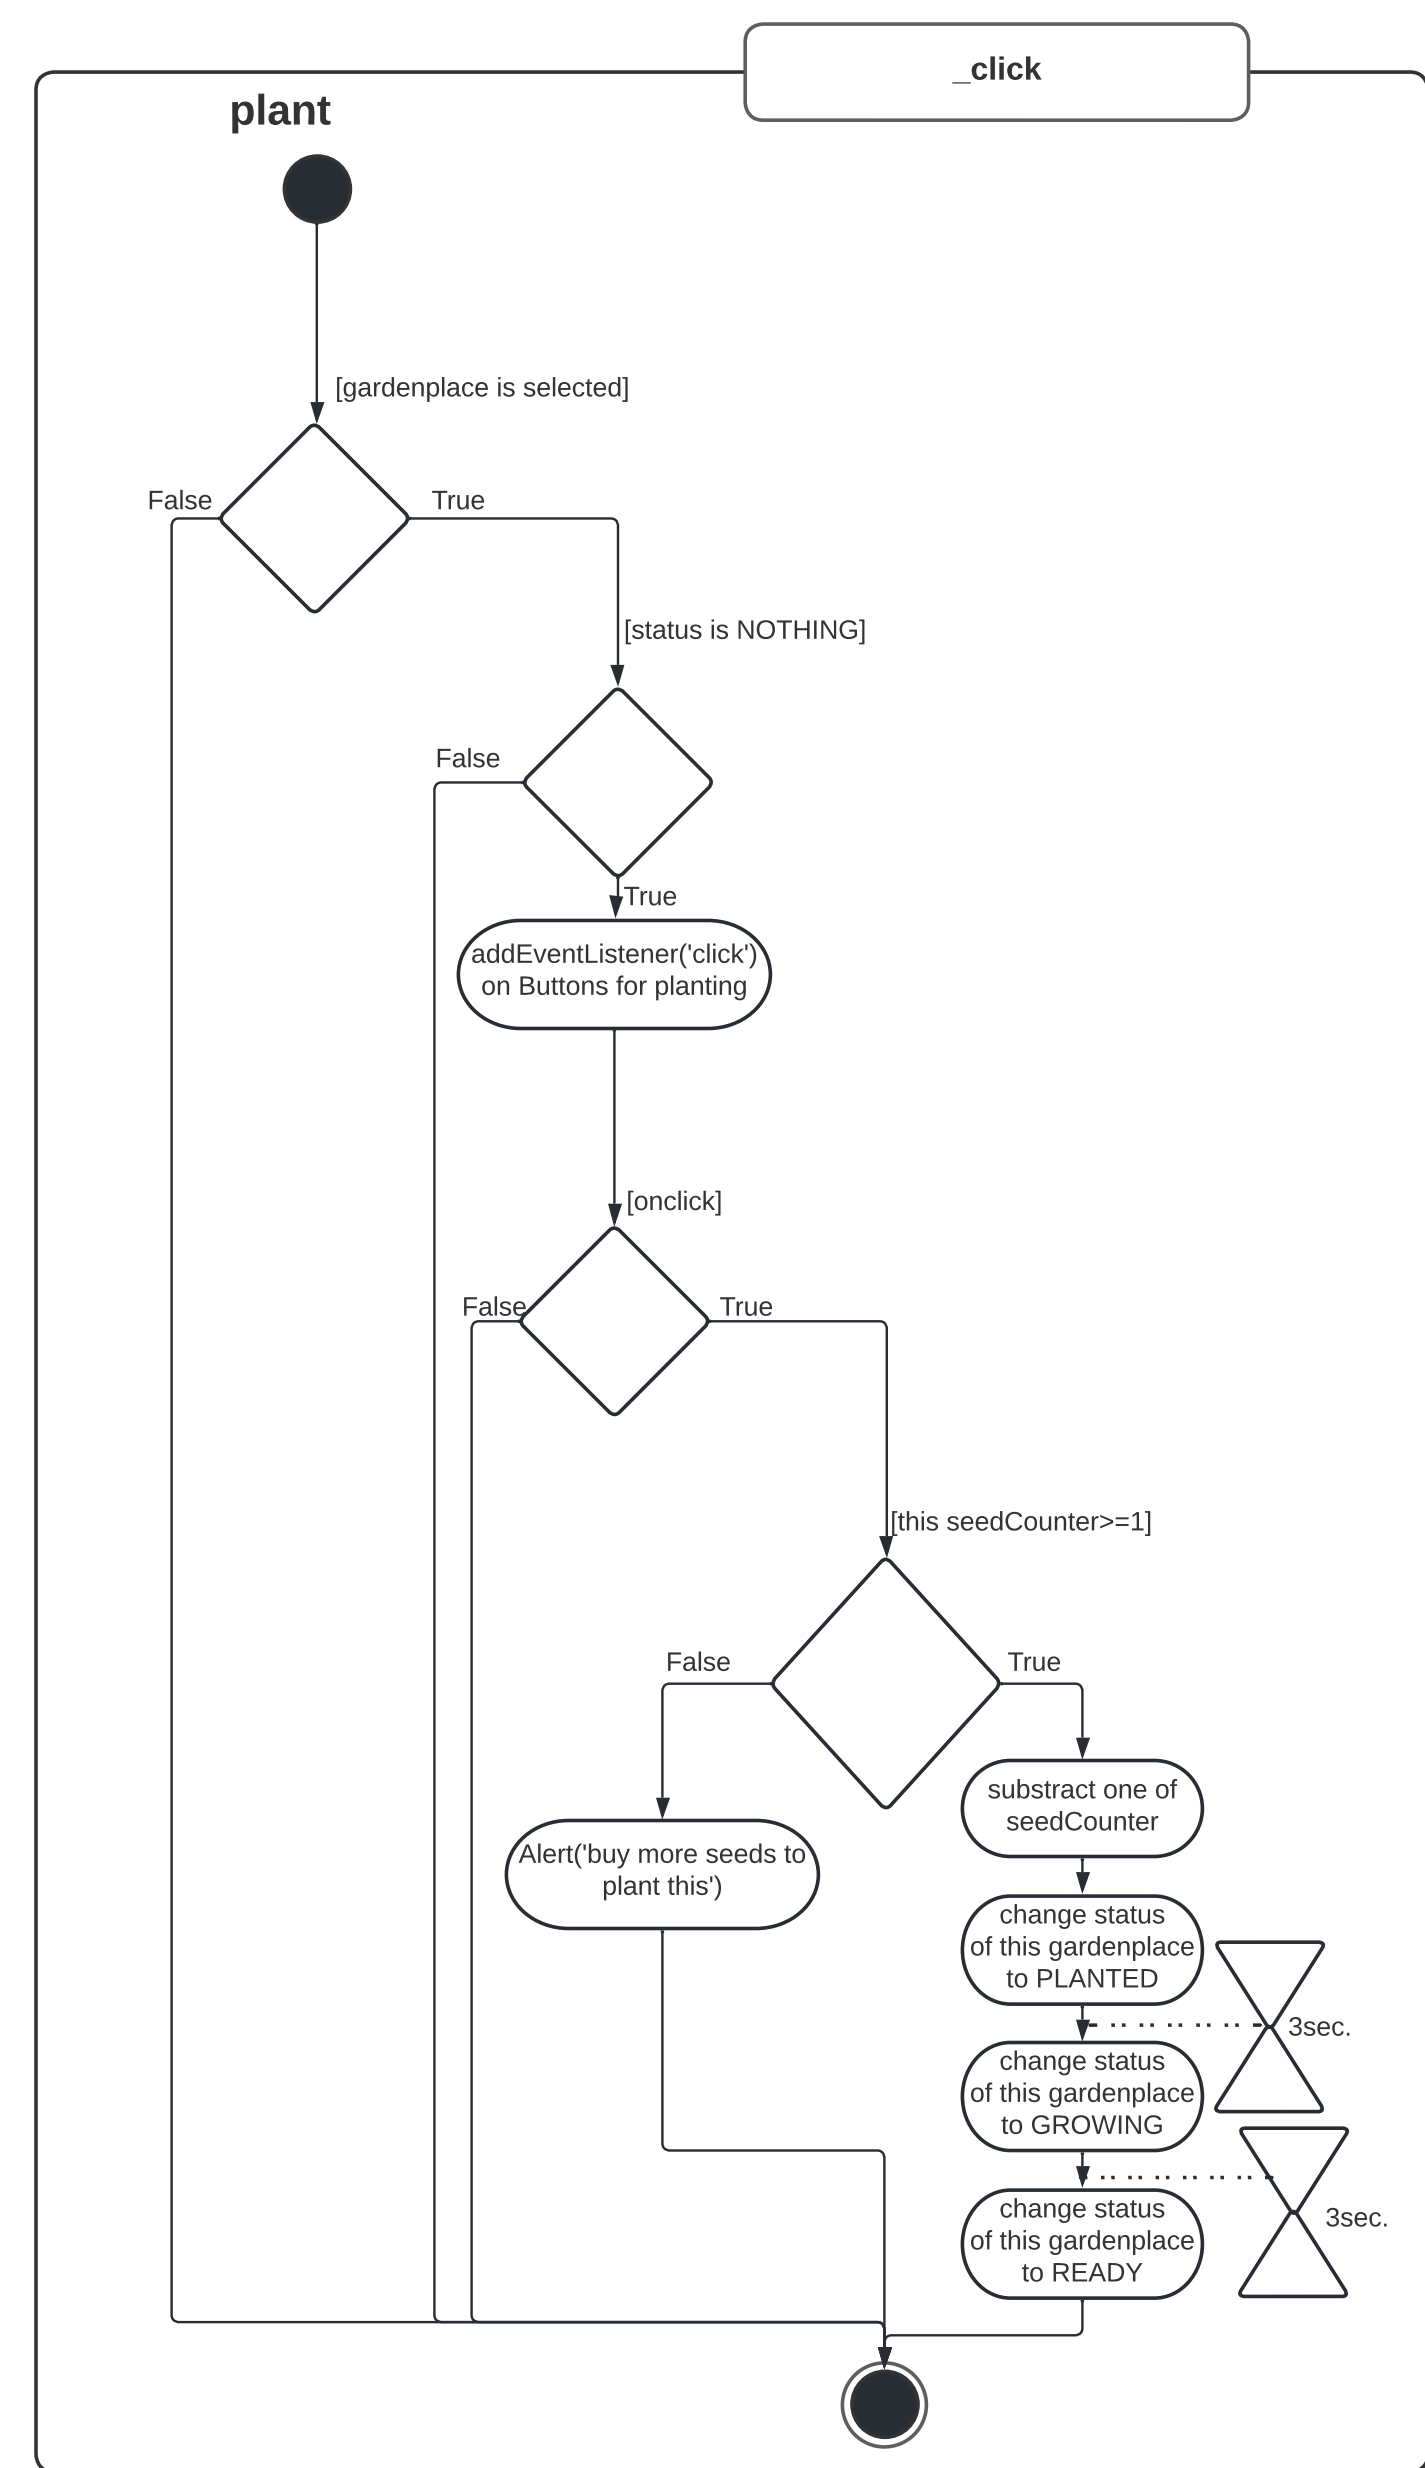 _click
plant
[gardenplace is selected]
False
True
[status is NOTHING]
False
True
addEventListener('click')
on Buttons for planting
[onclick]
False
True
[this seedCounter>=1]
False
True
substract one of
seedCounter
Alert('buy more seeds to
plant this')
change status
of this gardenplace
to PLANTED
3sec.
change status
of this gardenplace
to GROWING
change status
of this gardenplace
to READY
3sec.